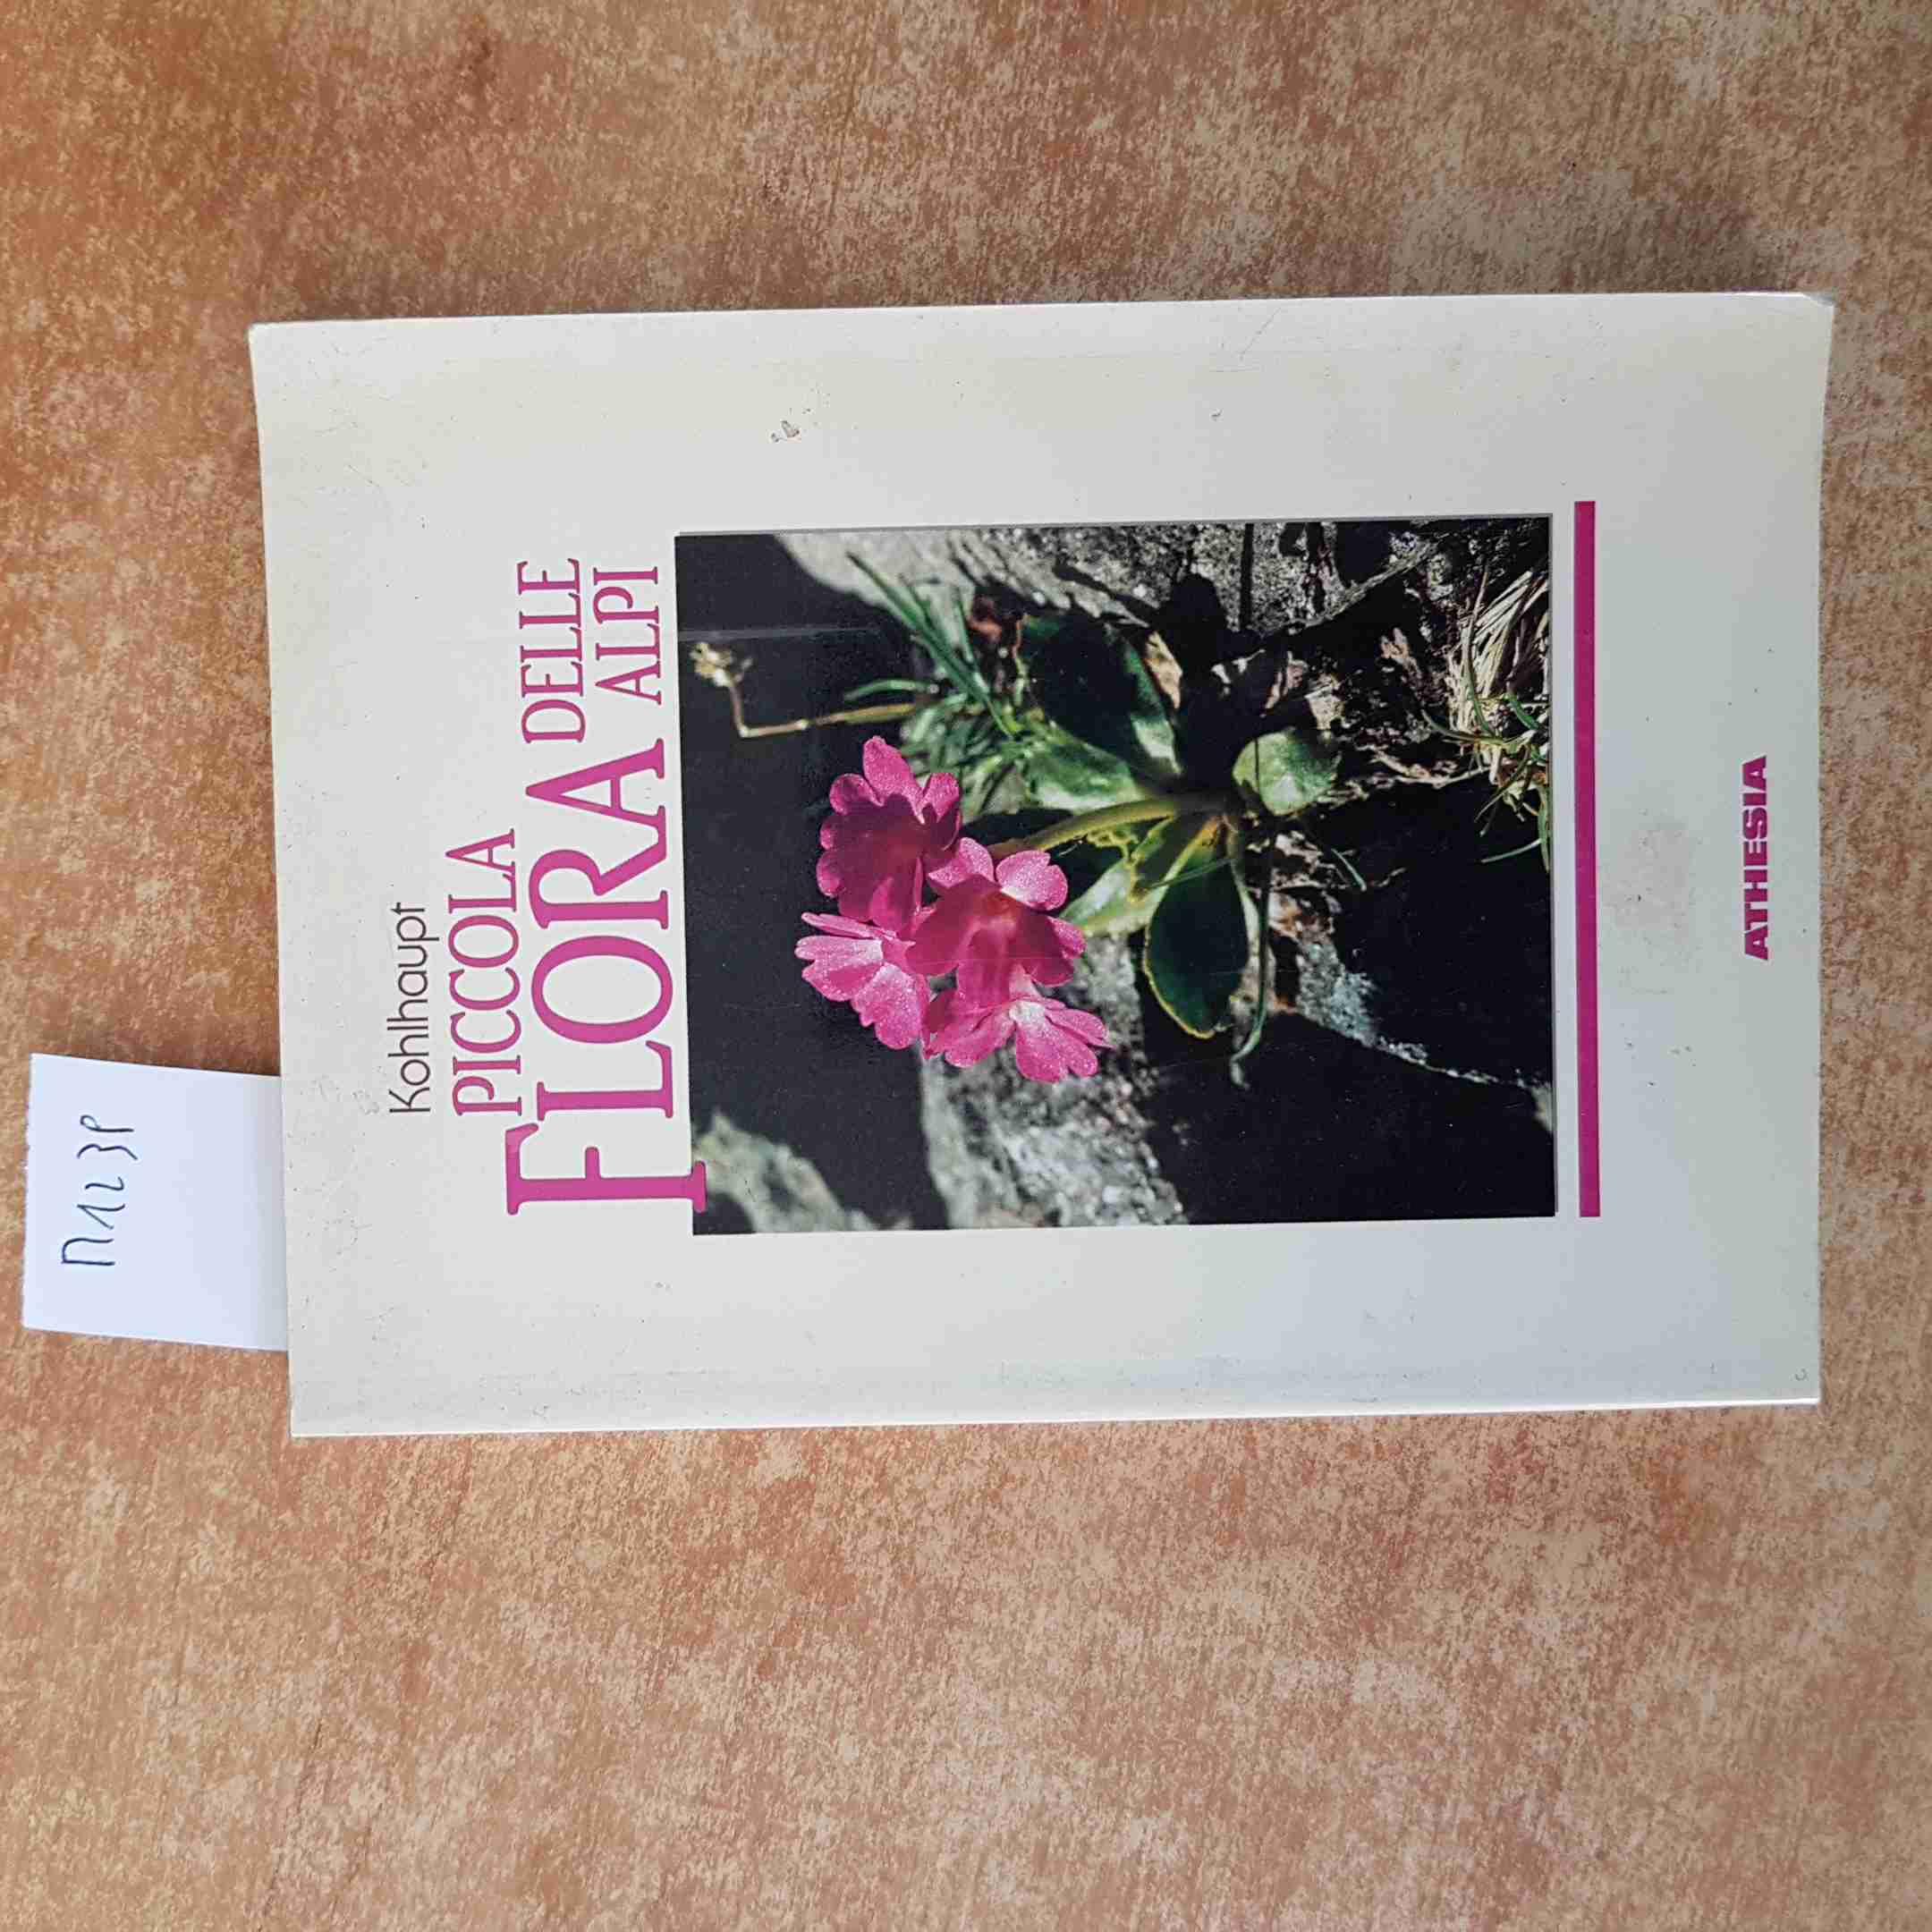 Kohlhaupt
PICCOLA
FLORA DELLE
ALPI
ATHESIA